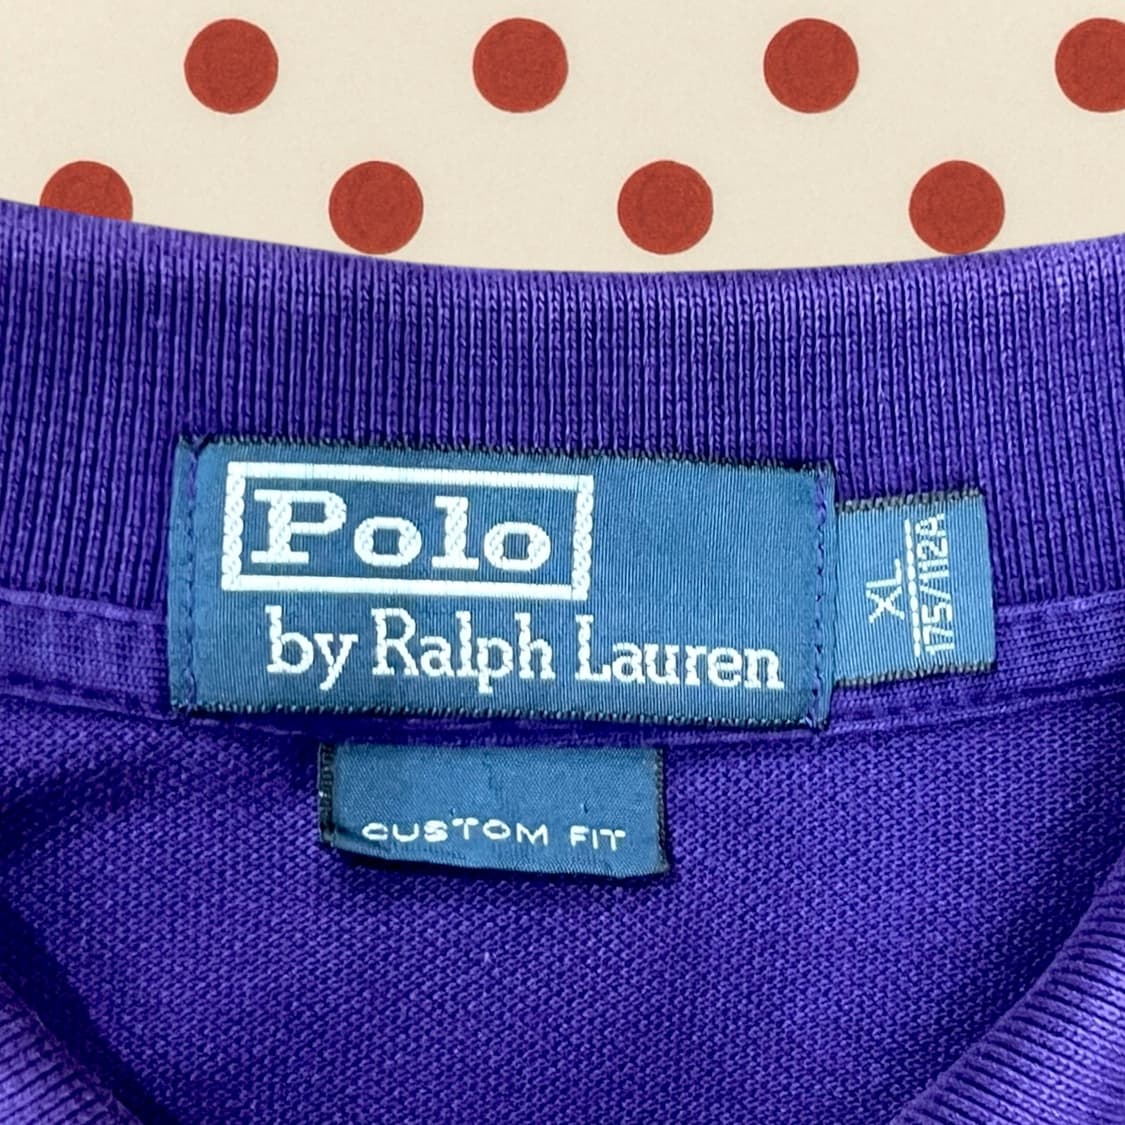 Polo
by Ralph Lauren
XL
175/112A
CUSTOM FIT